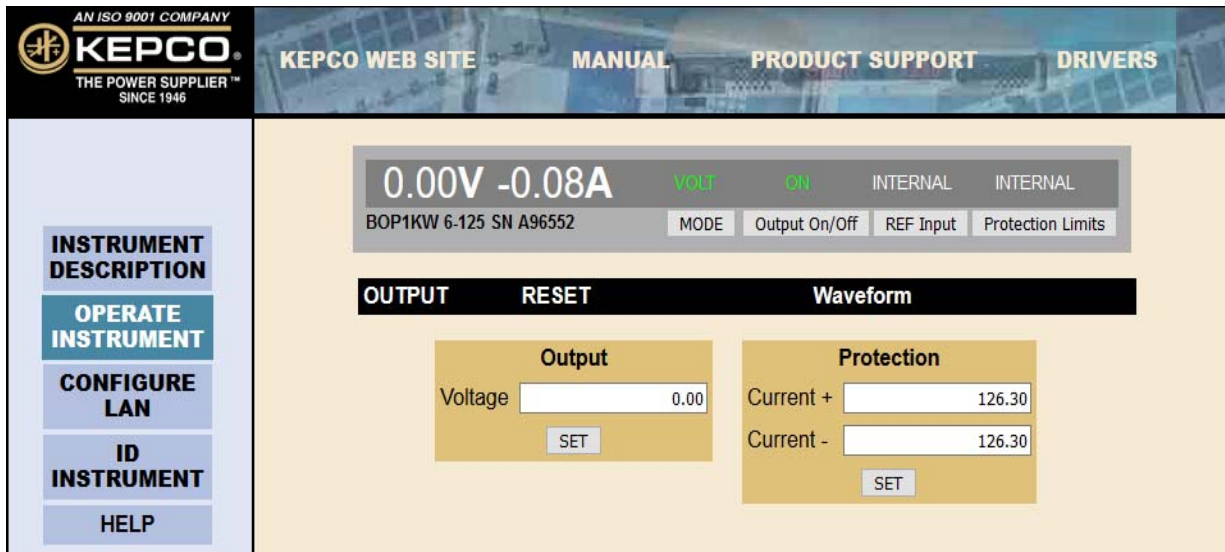 AN ISO 9001 COMPANY
KEPCO®
THE POWER SUPPLIER™
SINCE 1946
KEPCO WEB SITE MANUAL PRODUCT SUPPORT DRIVERS
INSTRUMENT
DESCRIPTION
OPERATE
INSTRUMENT
CONFIGURE
LAN
ID
INSTRUMENT
HELP
0.00V -0.08A VOLT ON INTERNAL INTERNAL
BOP1KW 6-125 SN A96552 MODE Output On/Off REF Input Protection Limits
OUTPUT RESET Waveform
Output
Voltage 0.00
SET
Protection
Current + 126.30
Current - 126.30
SET